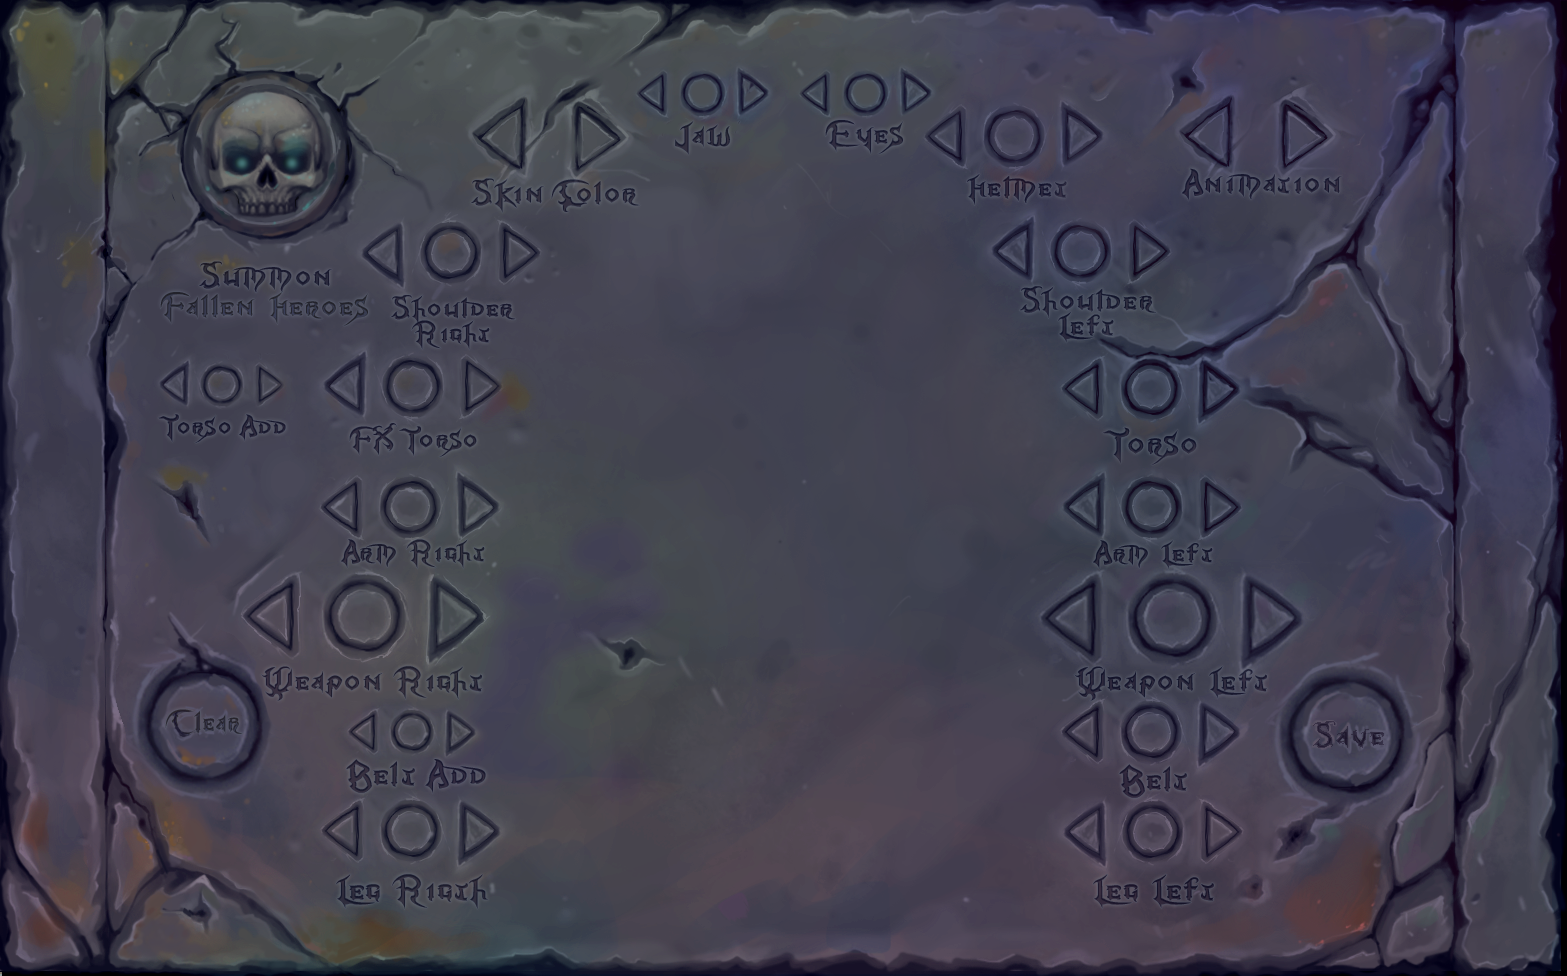 Jaw
Eyes
Skin Color
Helmet
Animation
Summon
Fallen Heroes
Shoulder
Right
Shoulder
Left
Torso Add
FX Torso
Torso
Arm Right
Arm Left
Weapon Right
Weapon Left
Clear
Save
Belt Add
Belt
Leg Rigth
Leg Left